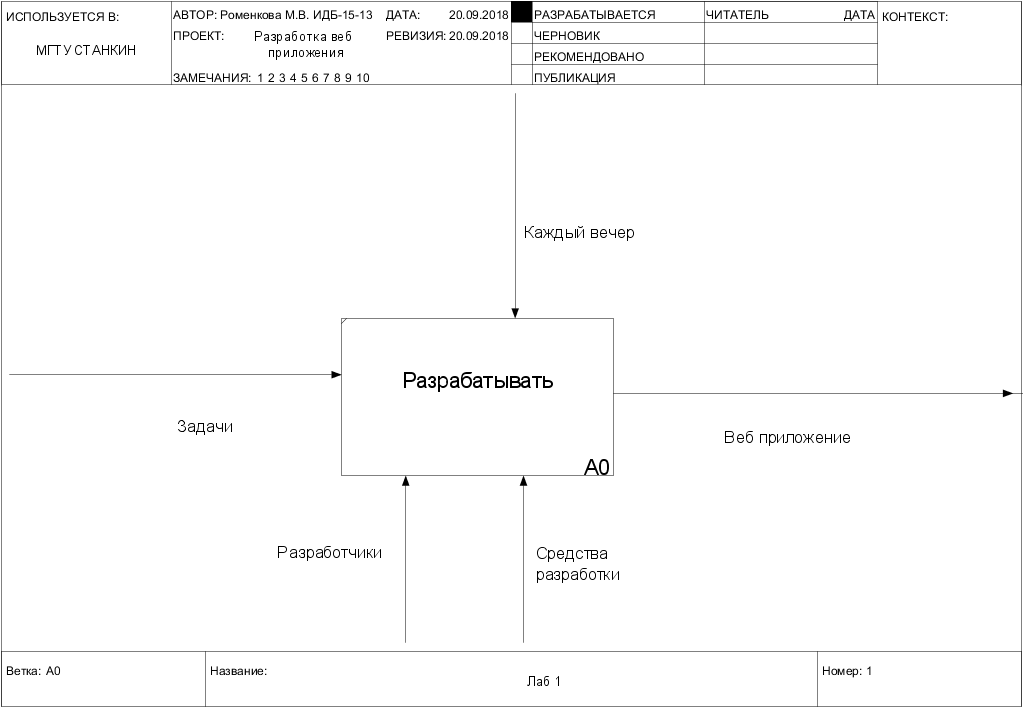 ИСПОЛЬЗУЕТСЯ В:
МГТУ СТАНКИН
АВТОР: Роменкова М.В. ИДБ-15-13 ДАТА: 20.09.2018
ПРОЕКТ: Разработка веб приложения
РЕВИЗИЯ: 20.09.2018
ЗАМЕЧАНИЯ: 1 2 3 4 5 6 7 8 9 10
РАЗРАБАТЫВАЕТСЯ
ЧЕРНОВИК
РЕКОМЕНДОВАНО
ПУБЛИКАЦИЯ
ЧИТАТЕЛЬ ДАТА
КОНТЕКСТ:
Каждый вечер
Разрабатывать
A0
Задачи
Веб приложение
Разработчики
Средства
разработки
Ветка: A0
Название:
Лаб 1
Номер: 1